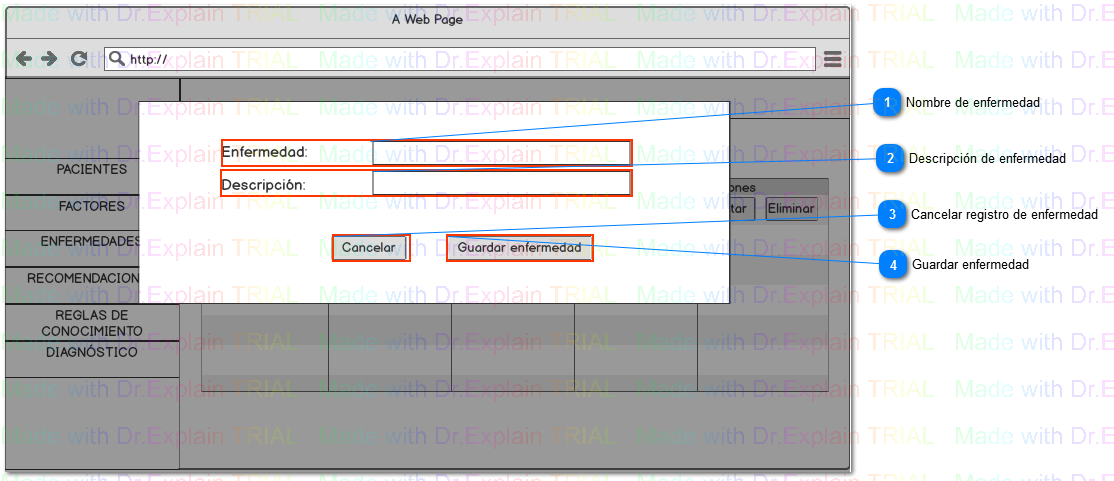 A Web Page
http://
PACIENTES
FACTORES
ENFERMEDADES
RECOMENDACION
REGLAS DE
CONOCIMIENTO
DIAGNÓSTICO
Enfermedad:
Descripción:
Cancelar
Guardar enfermedad
ones
tar
Eliminar
1 Nombre de enfermedad
2 Descripción de enfermedad
3 Cancelar registro de enfermedad
4 Guardar enfermedad
Made with Dr.Explain TRIAL